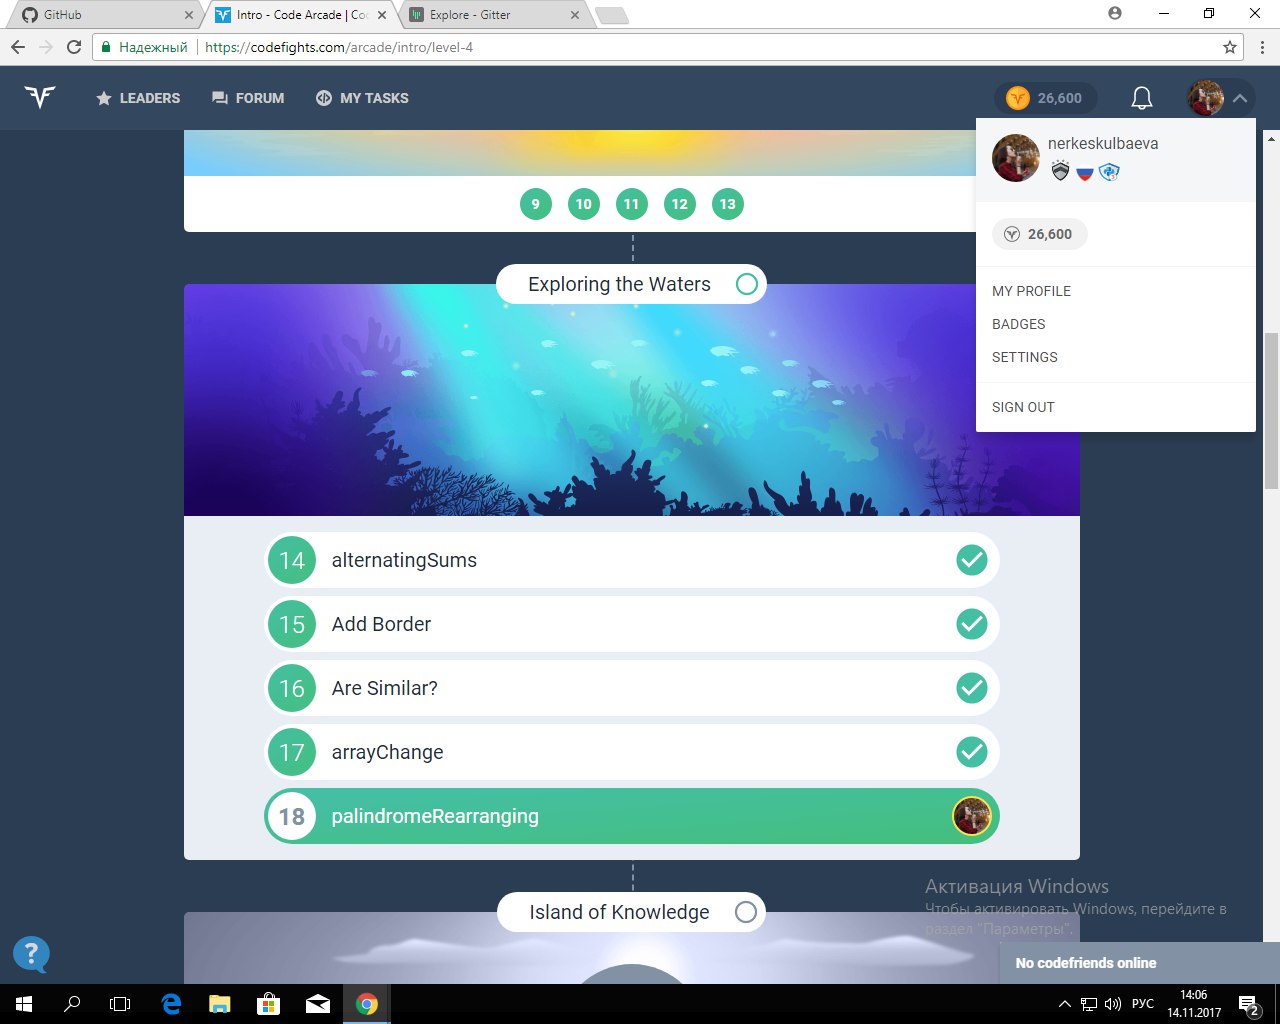 GitHub
Intro - Code Arcade | Co
Explore - Gitter
Надежный
https://codefights.com/arcade/intro/level-4
LEADERS
FORUM
MY TASKS
26,600
nerkeskulbaeva
26,600
MY PROFILE
BADGES
SETTINGS
SIGN OUT
9 10 11 12 13
Exploring the Waters
14 alternatingSums
15 Add Border
16 Are Similar?
17 arrayChange
18 palindromeRearranging
Island of Knowledge
Активация Windows
Чтобы активировать Windows, перейдите в
раздел "Параметры".
?
No codefriends online
РУС
14:06
14.11.2017
2